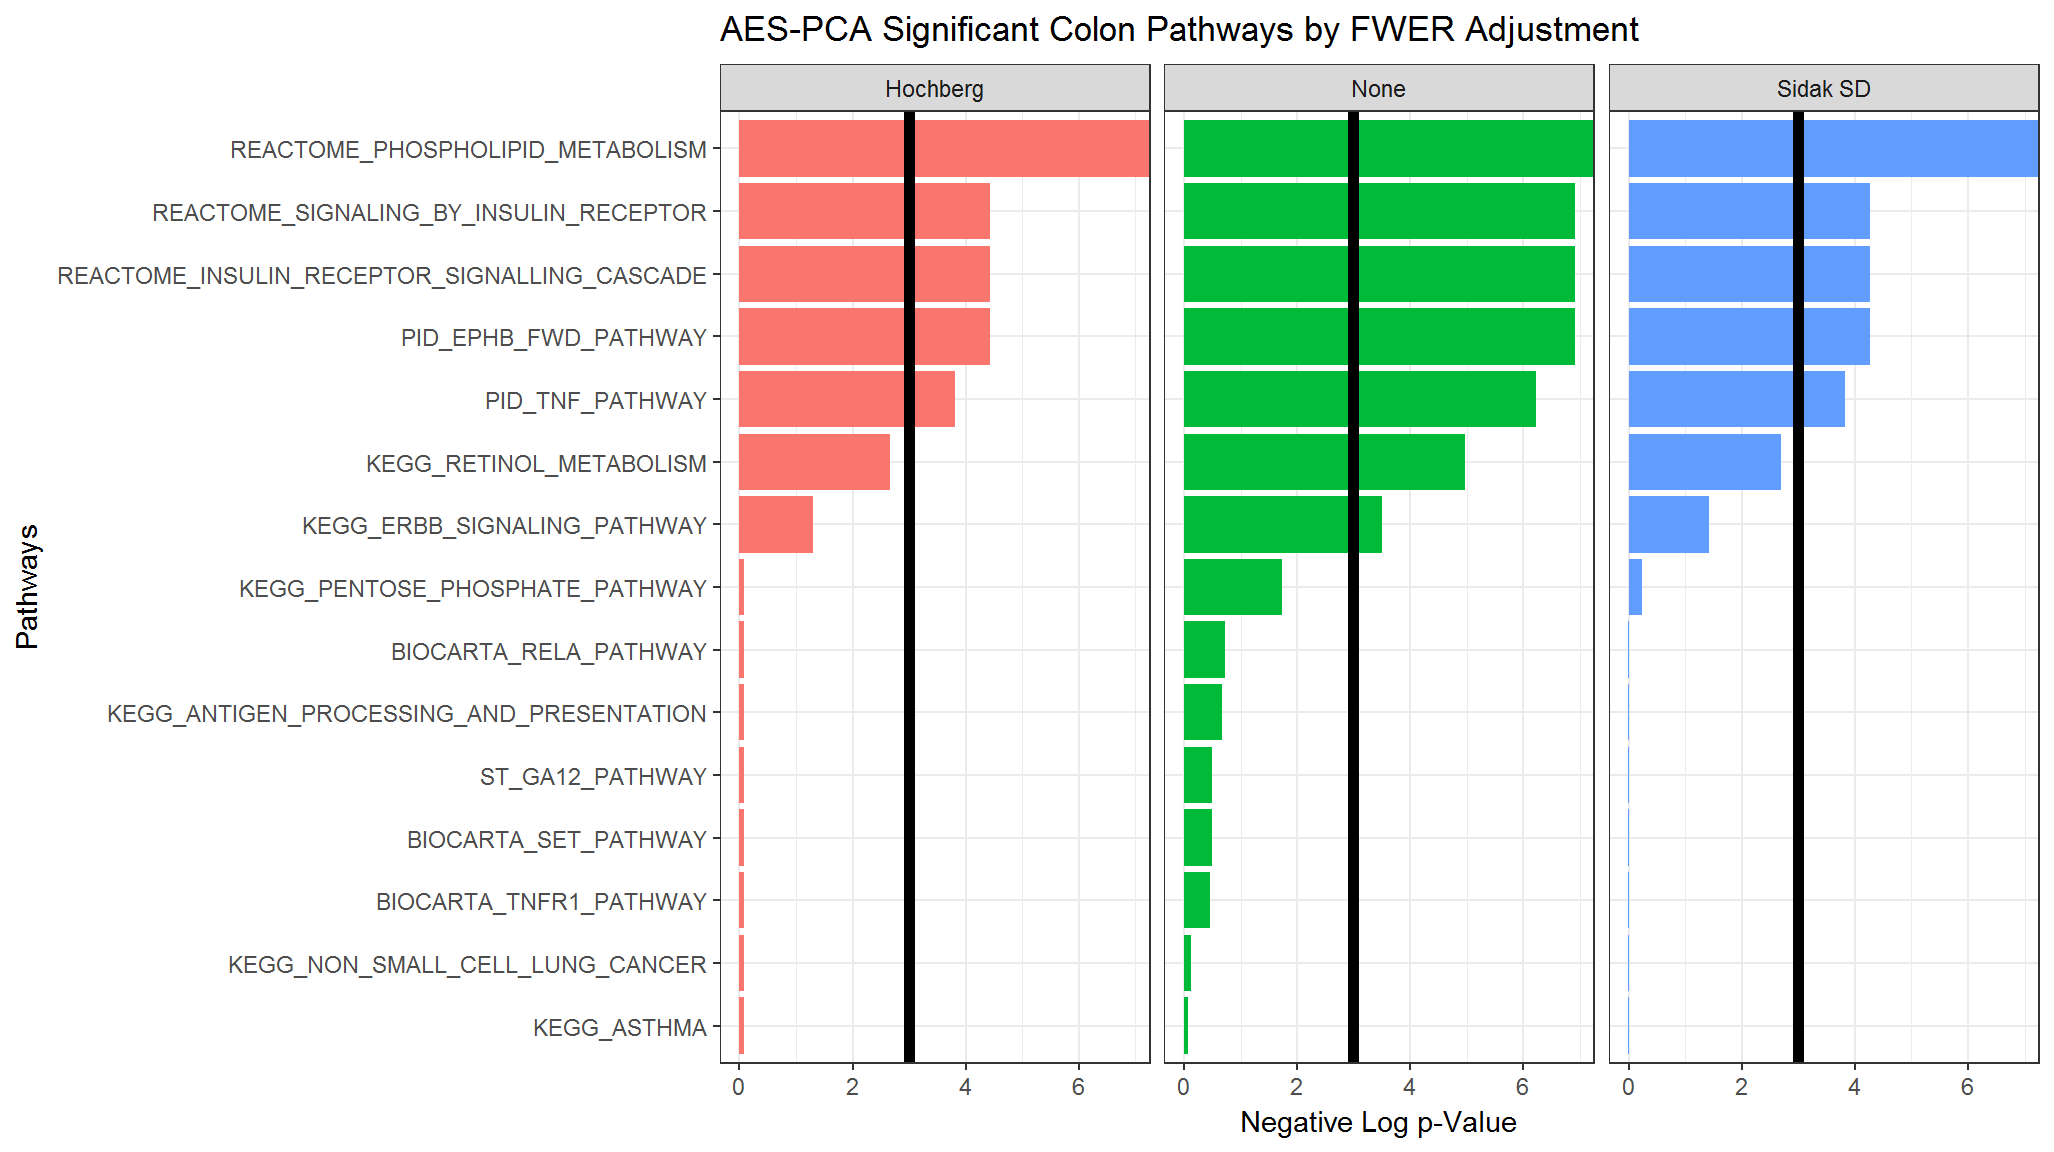 AES-PCA Significant Colon Pathways by FWER Adjustment
Hochberg
None
Sidak SD
Pathways
REACTOME_PHOSPHOLIPID_METABOLISM
REACTOME_SIGNALING_BY_INSULIN_RECEPTOR
REACTOME_INSULIN_RECEPTOR_SIGNALLING_CASCADE
PID_EPHB_FWD_PATHWAY
PID_TNF_PATHWAY
KEGG_RETINOL_METABOLISM
KEGG_ERBB_SIGNALING_PATHWAY
KEGG_PENTOSE_PHOSPHATE_PATHWAY
BIOCARTA_RELA_PATHWAY
KEGG_ANTIGEN_PROCESSING_AND_PRESENTATION
ST_GA12_PATHWAY
BIOCARTA_SET_PATHWAY
BIOCARTA_TNFR1_PATHWAY
KEGG_NON_SMALL_CELL_LUNG_CANCER
KEGG_ASTHMA
0 2 4 6
0 2 4 6
0 2 4 6
Negative Log p-Value